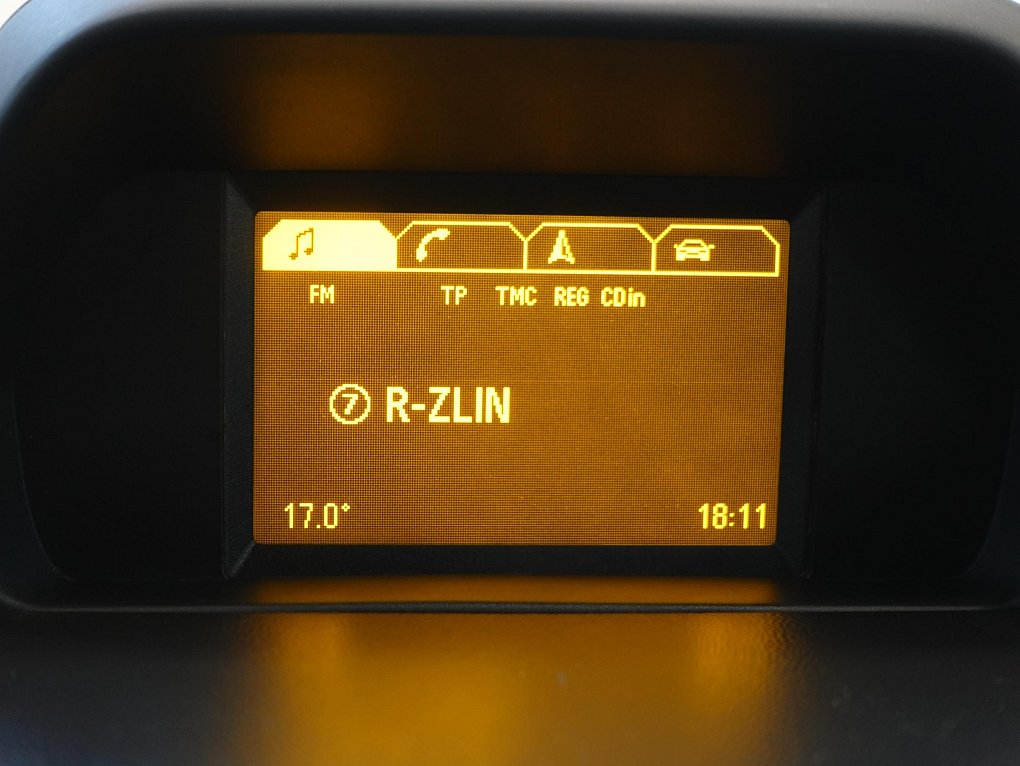 FM TP TMC REG CDin
7 R-ZLIN
17.0° 18:11